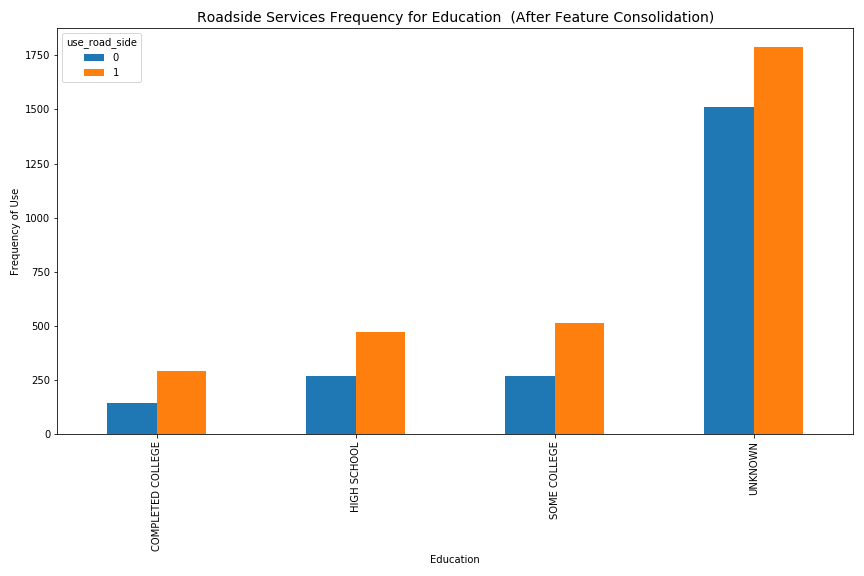 Roadside Services Frequency for Education  (After Feature Consolidation)
use_road_side
0
1
Frequency of Use
1750
1500
1250
1000
750
500
250
0
COMPLETED COLLEGE
HIGH SCHOOL
SOME COLLEGE
UNKNOWN
Education